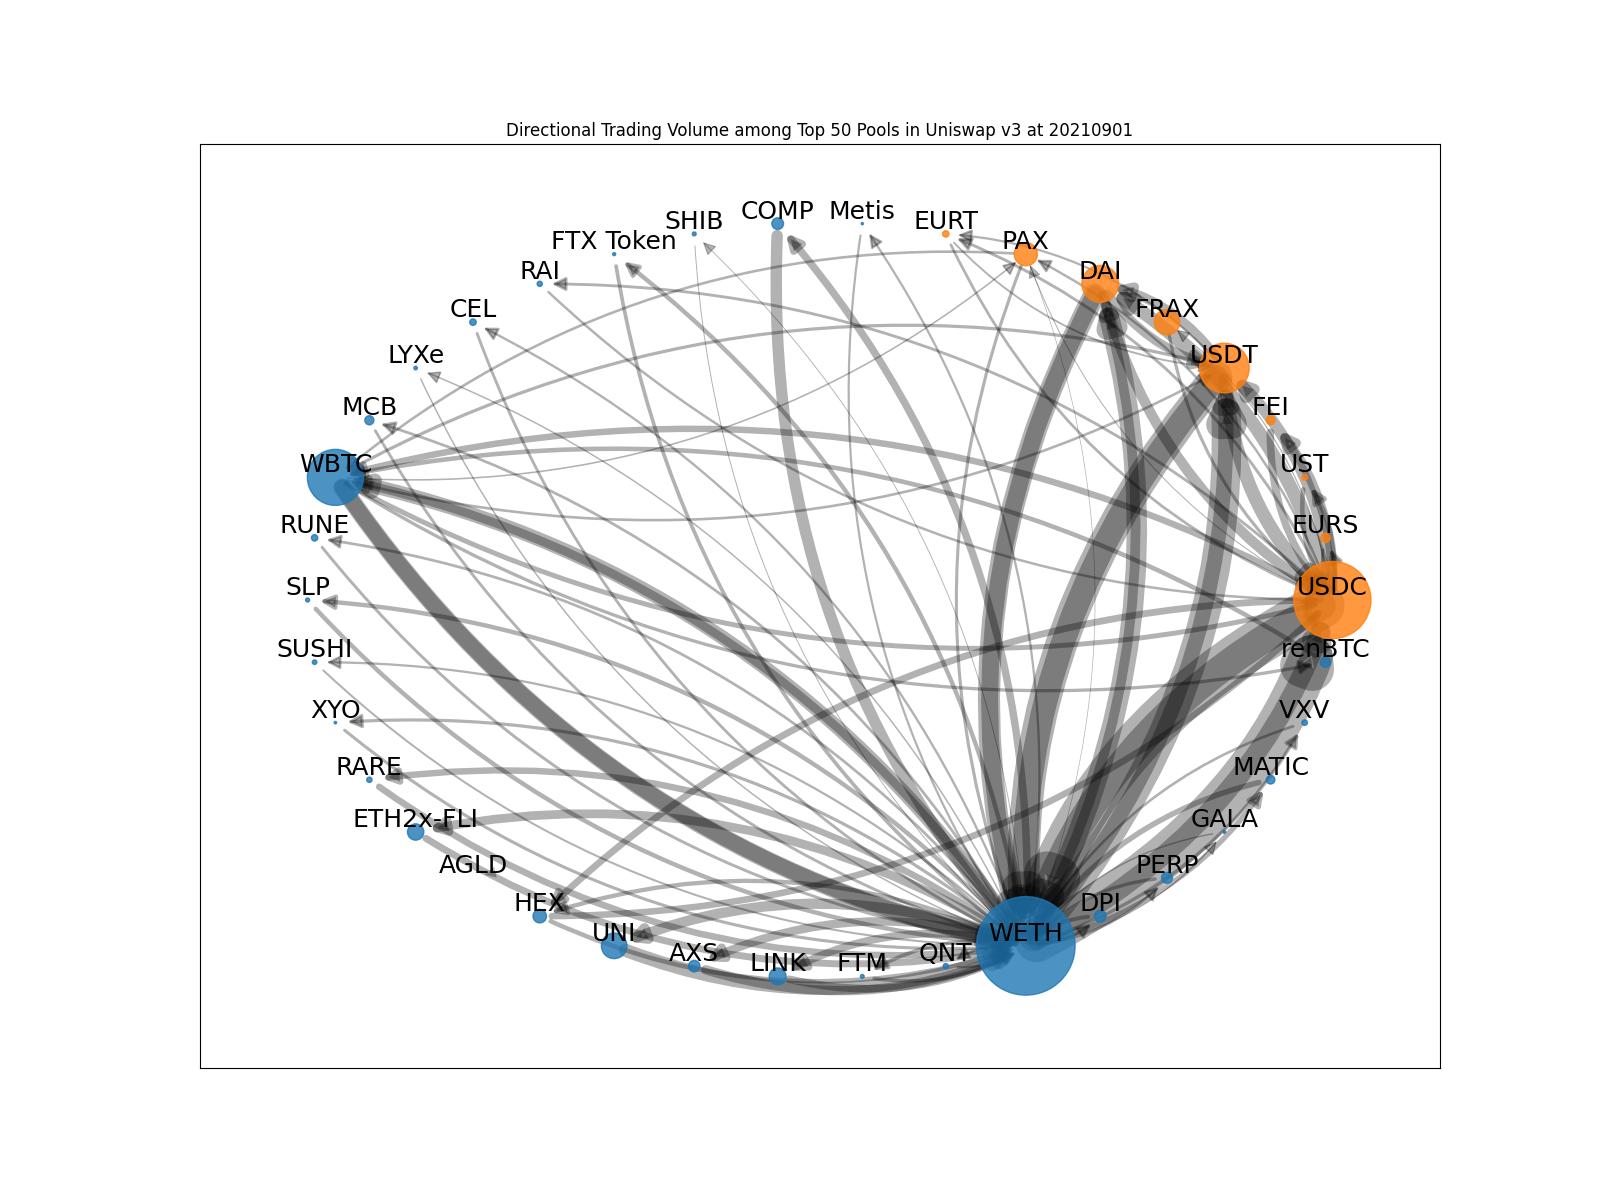 Directional Trading Volume among Top 50 Pools in Uniswap v3 at 20210901
COMP
Metis
SHIB
EURT
FTX Token
PAX
RAI
DAI
CEL
FRAX
LYXe
USDT
MCB
FEI
WBTC
UST
RUNE
EURS
SLP
USDC
SUSHI
renBTC
XYO
VXV
RARE
MATIC
ETH2x-FLI
GALA
AGLD
PERP
HEX
DPI
UNI
WETH
AXS
QNT
LINK
FTM